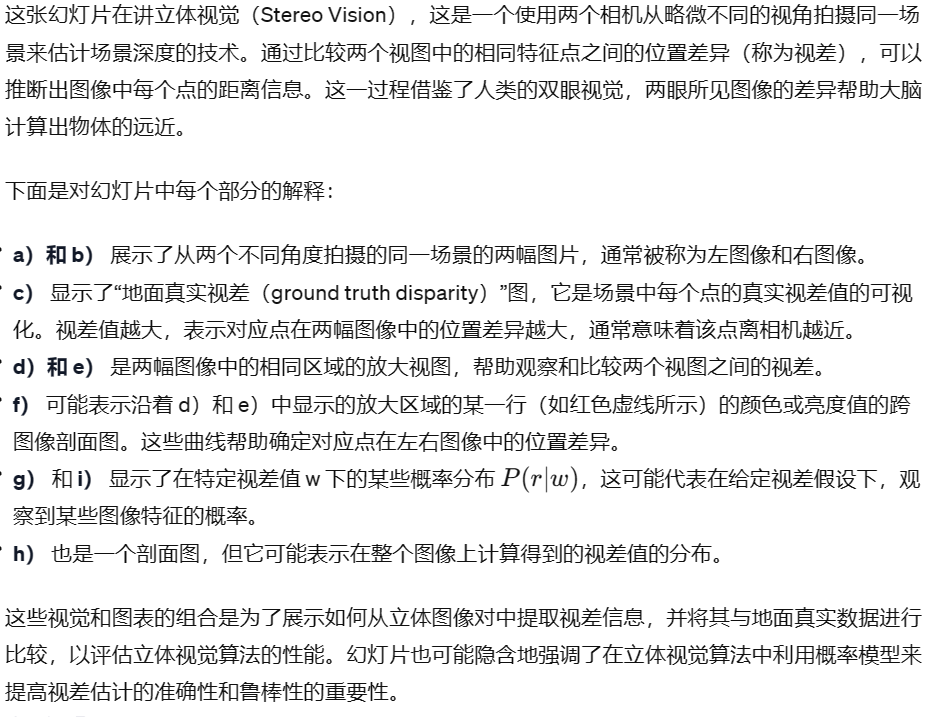 这张幻灯片在讲立体视觉（Stereo Vision），这是一个使用两个相机从略微不同的视角拍摄同一场
景来估计场景深度的技术。通过比较两个视图中的相同特征点之间的位置差异（称为视差），可以
推断出图像中每个点的距离信息。这一过程借鉴了人类的双眼视觉，两眼所见图像的差异帮助大脑
计算出物体的远近。
下面是对幻灯片中每个部分的解释：
a）和 b） 展示了从两个不同角度拍摄的同一场景的两幅图片，通常被称为左图像和右图像。
c） 显示了“地面真实视差（ground truth disparity）”图，它是场景中每个点的真实视差值的可视
化。视差值越大，表示对应点在两幅图像中的位置差异越大，通常意味着该点离相机越近。
d）和 e） 是两幅图像中的相同区域的放大视图，帮助观察和比较两个视图之间的视差。
f） 可能表示沿着 d）和 e）中显示的放大区域的某一行（如红色虚线所示）的颜色或亮度值的跨
图像剖面图。这些曲线帮助确定对应点在左右图像中的位置差异。
g） 和 i） 显示了在特定视差值 w 下的某些概率分布 P(r|w)，这可能代表在给定视差假设下，观
察到某些图像特征的概率。
h） 也是一个剖面图，但它可能表示在整个图像上计算得到的视差值的分布。
这些视觉和图表的组合是为了展示如何从立体图像对中提取视差信息，并将其与地面真实数据进行
比较，以评估立体视觉算法的性能。幻灯片也可能隐含地强调了在立体视觉算法中利用概率模型来
提高视差估计的准确性和鲁棒性的重要性。